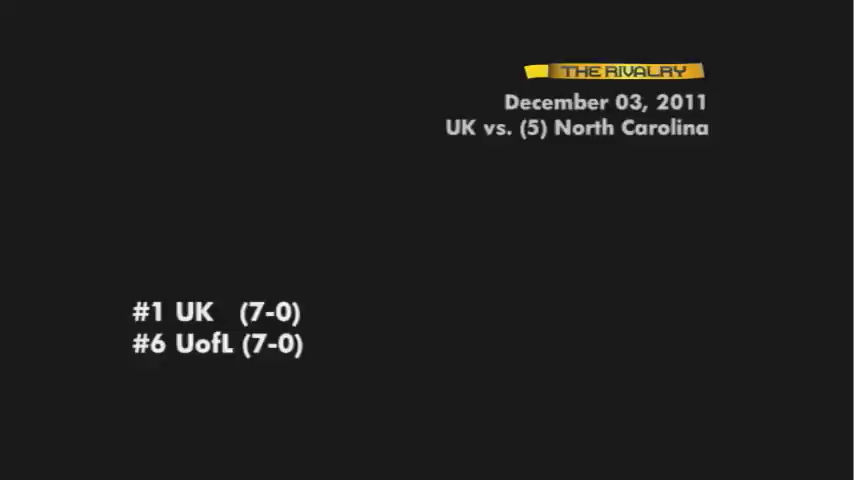 THE RIVALRY
December 03, 2011
UK vs. (5) North Carolina
#1 UK (7-0)
#6 UofL (7-0)